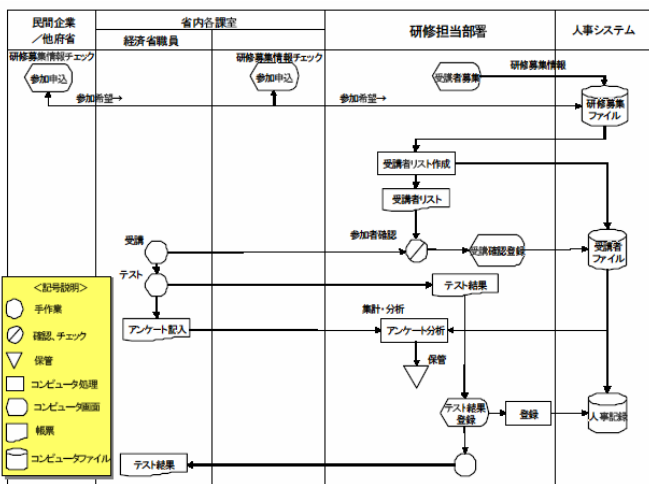 民間企業
／他府省
省内各課室
経済省職員
研修担当部署
人事システム
研修募集情報チェック
参加申込
研修募集情報チェック
参加申込
受講者募集
研修募集情報
研修募集
ファイル
参加希望→
参加希望→
受講者リスト作成
受講者リスト
受講
参加者確認
受講確認登録
受講者
ファイル
テスト
テスト結果
集計・分析
アンケート記入
アンケート分析
保管
テスト結果
登録
登録
人事記録
テスト結果
＜記号説明＞
手作業
確認、チェック
保管
コンピュータ処理
コンピュータ画面
帳票
コンピュータファイル